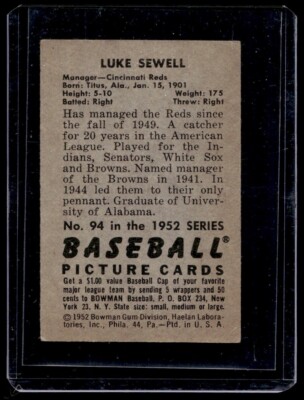 LUKE SEWELL
Manager—Cincinnati Reds
Born: Titus, Ala., Jan. 15, 1901
Height: 5-10 Weight: 175
Batted: Right Threw: Right
Has managed the Reds since
the fall of 1949. A catcher
for 20 years in the American
League. Played for the In-
dians, Senators, White Sox
and Browns. Named manager
of the Browns in 1941. In
1944 led them to their only
pennant. Graduate of Univer-
sity of Alabama.
No. 94 in the 1952 SERIES
BASEBALL®
PICTURE CARDS
Get a $1.00 value Baseball Cap of your favorite
major league team by sending 5 wrappers and 50
cents to BOWMAN Baseball, P. O. BOX 234, New
York 23, N. Y. State size: small, medium or large.
©1952 Bowman Gum Division, Haelan Labora-
tories, Inc., Phila. 44, Pa.—Ptd. in U. S. A.